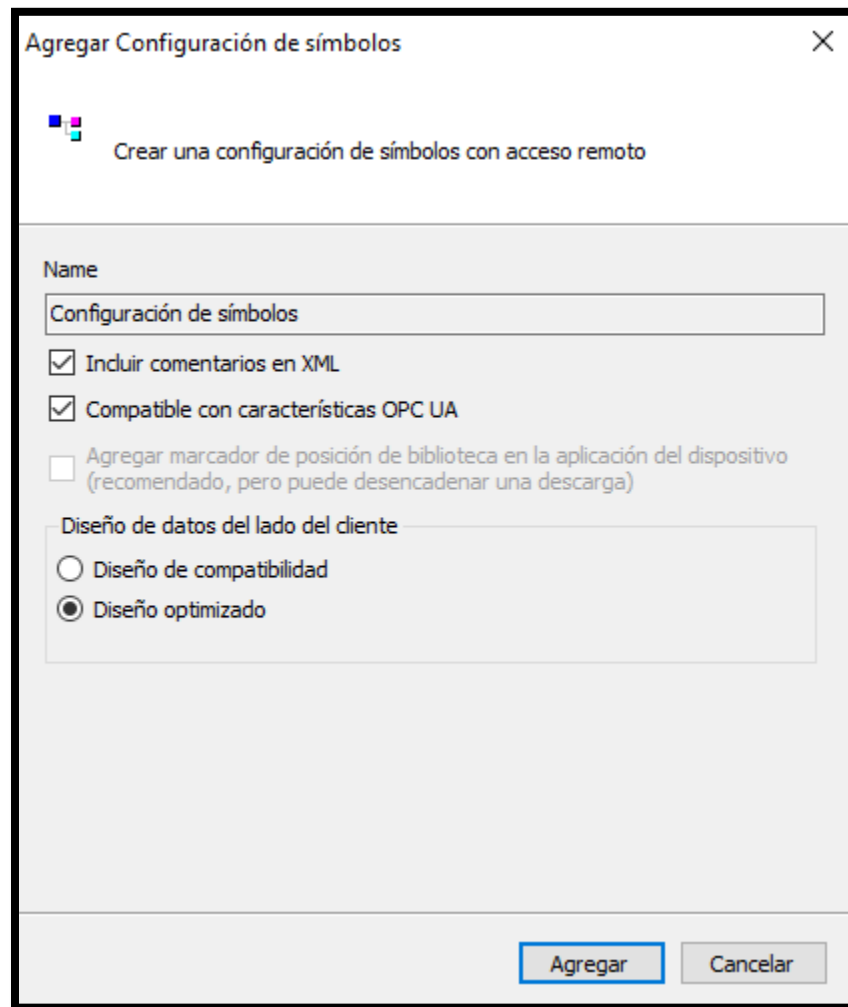 Agregar Configuración de símbolos
Crear una configuración de símbolos con acceso remoto
Name
Configuración de símbolos
Incluir comentarios en XML
Compatible con características OPC UA
Agregar marcador de posición de biblioteca en la aplicación del dispositivo
(recomendado, pero puede desencadenar una descarga)
Diseño de datos del lado del cliente
Diseño de compatibilidad
Diseño optimizado
Agregar
Cancelar